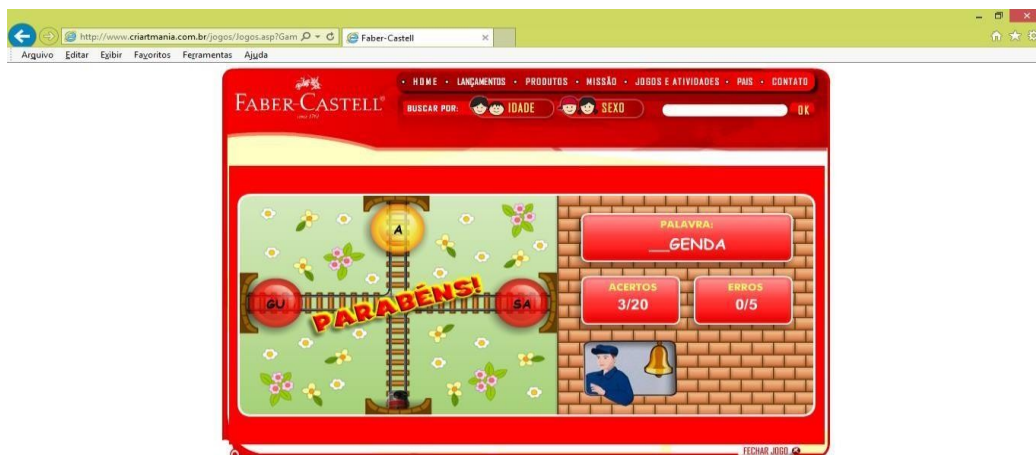 http://www.criartmania.com.br/jogos/Jogos.asp?Gam
Faber-Castell
Arquivo Editar Exibir Favoritos Ferramentas Ajuda
FABER-CASTELL
since 1761
• HOME • LANÇAMENTOS • PRODUTOS • MISSÃO • JOGOS E ATIVIDADES • PAIS • CONTATO
BUSCAR POR: IDADE SEXO OK
PALAVRA:
__GENDA
A
GU
SA
PARABÉNS!
ACERTOS
3/20
ERROS
0/5
FECHAR JOGO